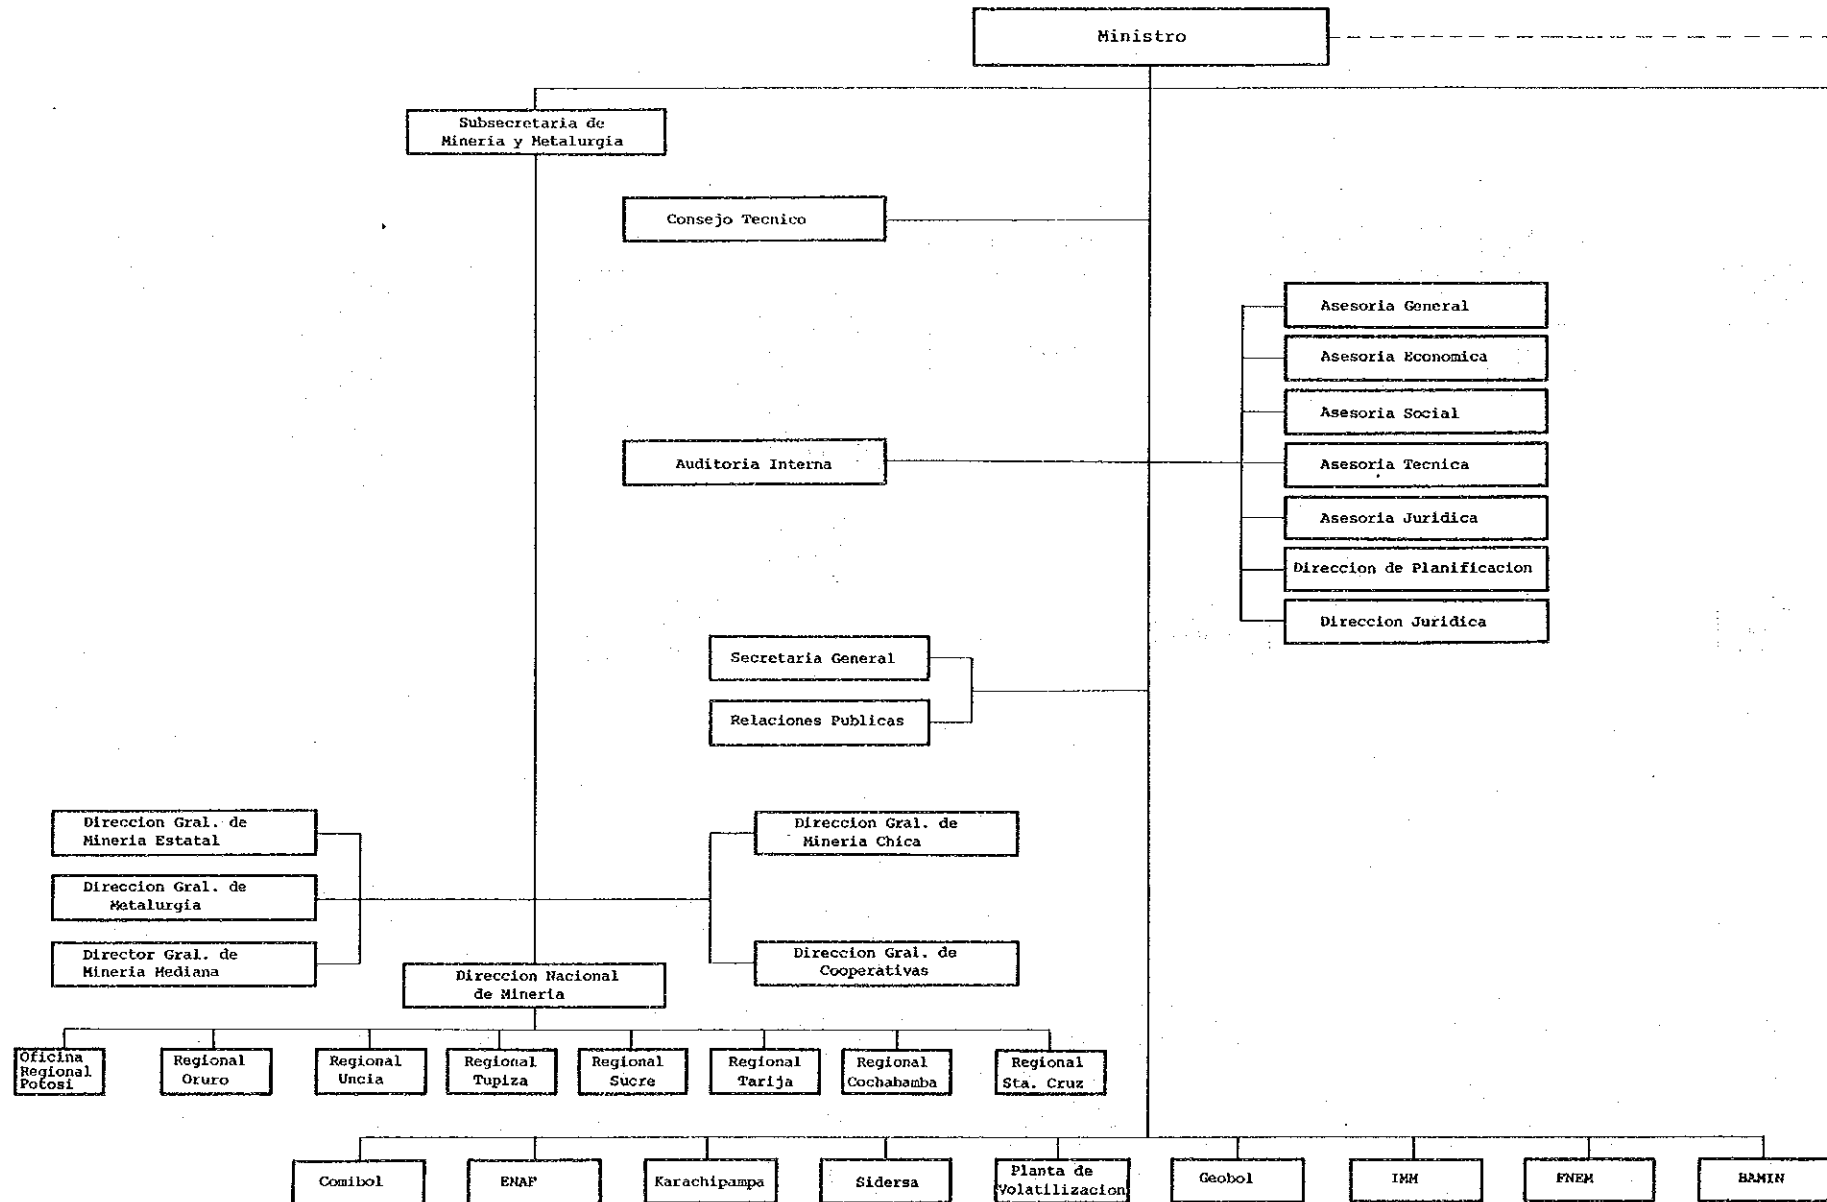 Ministro
Subsecretaria de
Mineria y Metalurgia
Consejo Tecnico
Asesoria General
Asesoria Economica
Asesoria Social
Auditoria Interna
Asesoria Tecnica
Asesoria Juridica
Direccion de Planificacion
Direccion Juridica
Secretaria General
Relaciones Publicas
Direccion Gral. de
Mineria Estatal
Direccion Gral. de
Mineria Chica
Direccion Gral. de
Metalurgia
Director Gral. de
Mineria Mediana
Direccion Gral. de
Cooperativas
Direccion Nacional
de Mineria
Oficina
Regional
Potosi
Regional
Oruro
Regional
Uncia
Regional
Tupiza
Regional
Sucre
Regional
Tarija
Regional
Cochabamba
Regional
Sta. Cruz
Comibol
ENAF
Karachipampa
Sidersa
Planta de
Volatilizacion
Geobol
IMM
FNEM
BAMIN